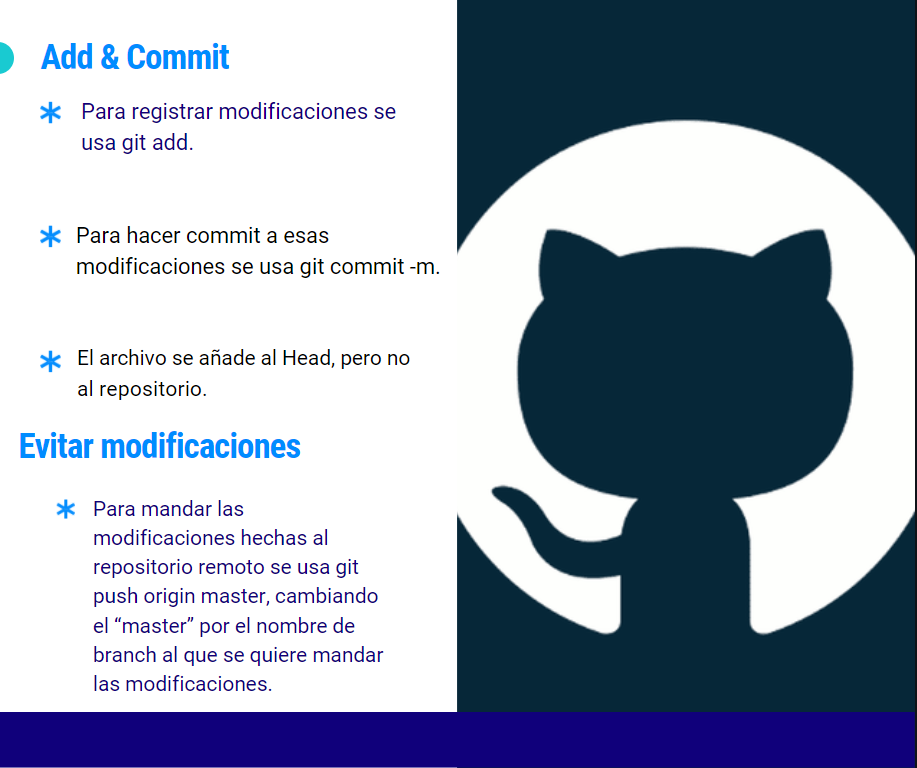 Add & Commit
Para registrar modificaciones se
usa git add.
Para hacer commit a esas
modificaciones se usa git commit -m.
El archivo se añade al Head, pero no
al repositorio.
Evitar modificaciones
Para mandar las
modificaciones hechas al
repositorio remoto se usa git
push origin master, cambiando
el “master” por el nombre de
branch al que se quiere mandar
las modificaciones.